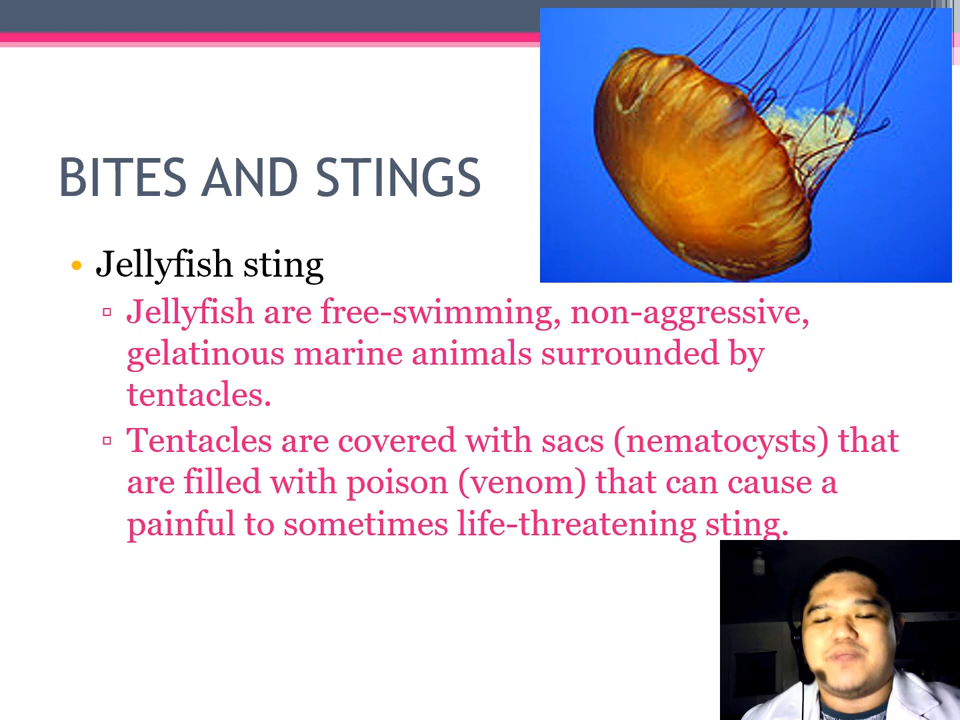 BITES AND STINGS
• Jellyfish sting
▫ Jellyfish are free-swimming, non-aggressive,
gelatinous marine animals surrounded by
tentacles.
▫ Tentacles are covered with sacs (nematocysts) that
are filled with poison (venom) that can cause a
painful to sometimes life-threatening sting.